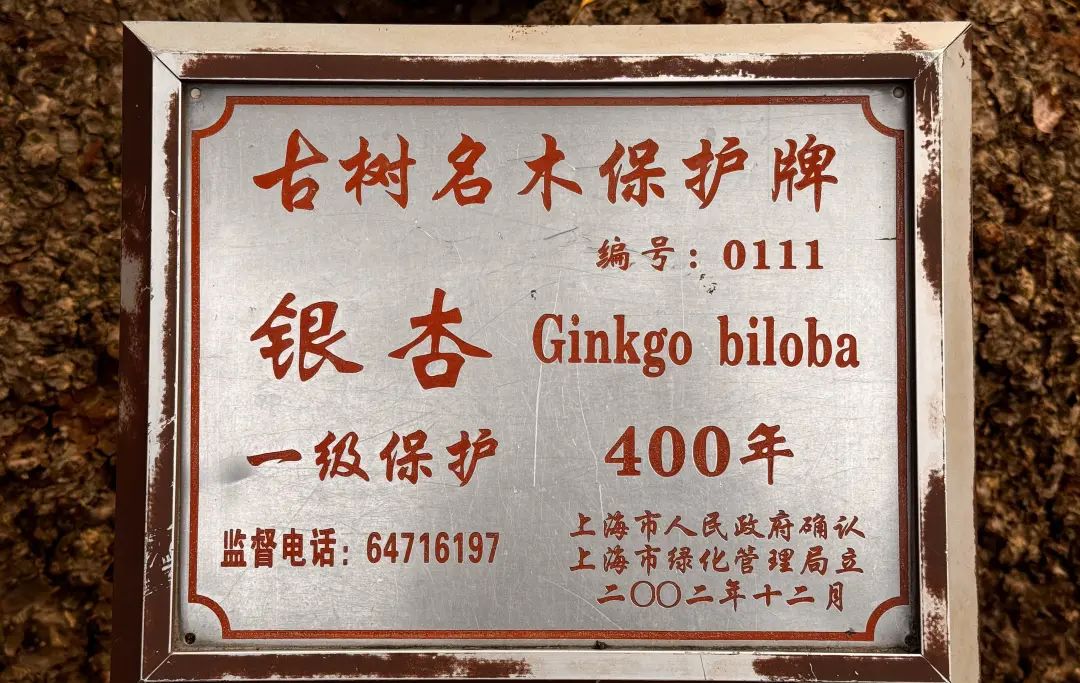 古树名木保护牌
编号：0111
银杏 Ginkgo biloba
一级保护 400年
监督电话：64716197
上海市人民政府确认
上海市绿化管理局立
二〇〇二年十二月